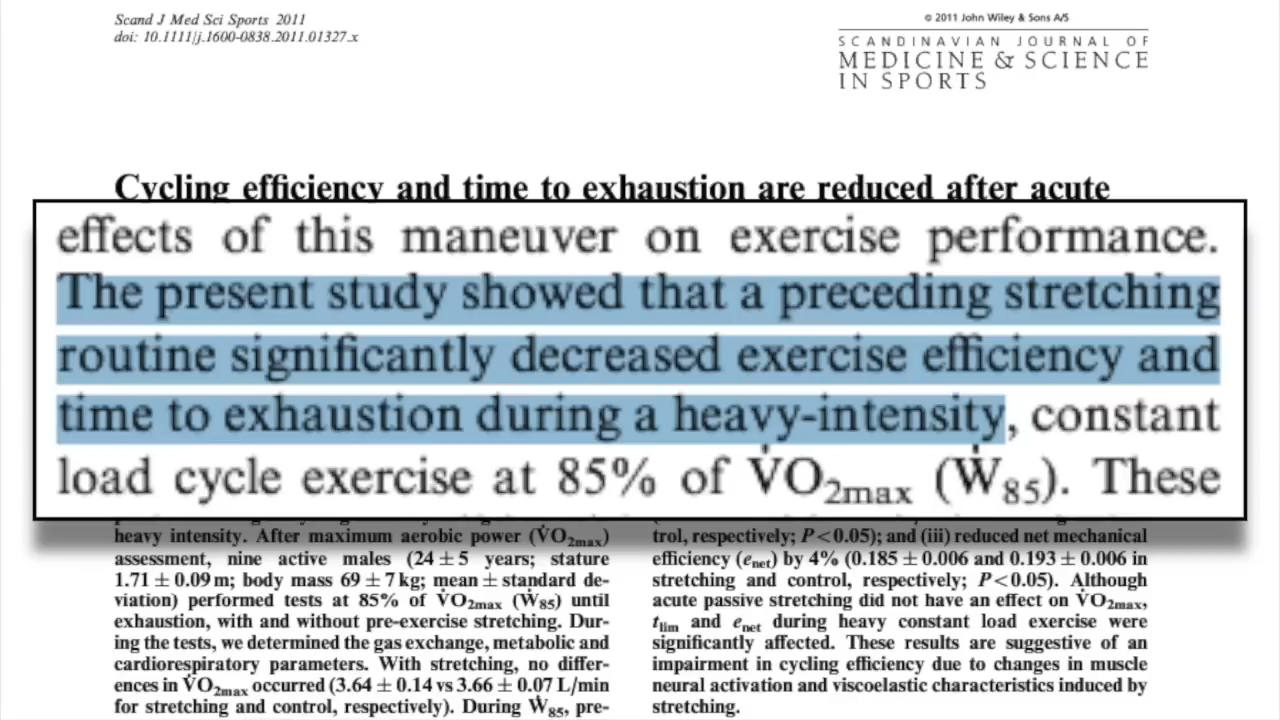 Scand J Med Sci Sports 2011
doi: 10.1111/j.1600-0838.2011.01327.x
© 2011 John Wiley & Sons A/S
SCANDINAVIAN JOURNAL OF
MEDICINE & SCIENCE
IN SPORTS
Cycling efficiency and time to exhaustion are reduced after acute
effects of this maneuver on exercise performance.
The present study showed that a preceding stretching
routine significantly decreased exercise efficiency and
time to exhaustion during a heavy-intensity, constant
load cycle exercise at 85% of V̇O2max (Ẇ85). These
heavy intensity. After maximum aerobic power (V̇O2max)
assessment, nine active males (24 ± 5 years; stature
1.71 ± 0.09 m; body mass 69 ± 7 kg; mean ± standard de-
viation) performed tests at 85% of V̇O2max (Ẇ85) until
exhaustion, with and without pre-exercise stretching. Dur-
ing the tests, we determined the gas exchange, metabolic and
cardiorespiratory parameters. With stretching, no differ-
ences in V̇O2max occurred (3.64 ± 0.14 vs 3.66 ± 0.07 L/min
for stretching and control, respectively). During Ẇ85, pre-
trol, respectively; P<0.05); and (iii) reduced net mechanical
efficiency (enet) by 4% (0.185 ± 0.006 and 0.193 ± 0.006 in
stretching and control, respectively; P<0.05). Although
acute passive stretching did not have an effect on V̇O2max,
tlim and enet during heavy constant load exercise were
significantly affected. These results are suggestive of an
impairment in cycling efficiency due to changes in muscle
neural activation and viscoelastic characteristics induced by
stretching.